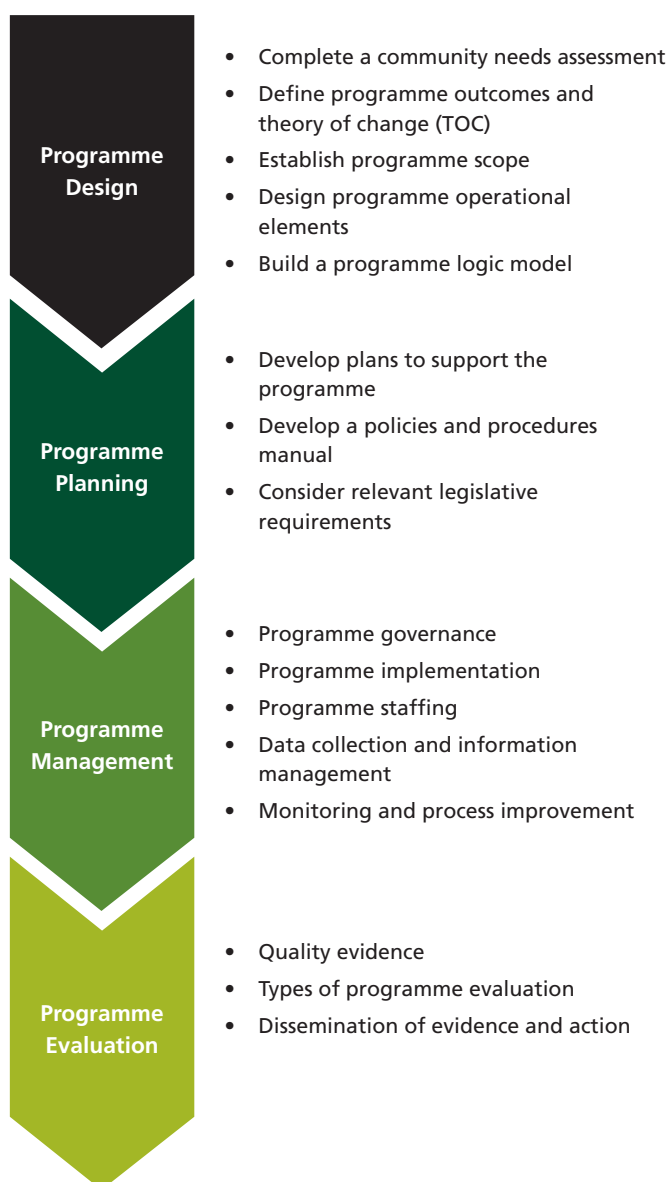 Programme
Design
• Complete a community needs assessment
• Define programme outcomes and
theory of change (TOC)
• Establish programme scope
• Design programme operational
elements
• Build a programme logic model
Programme
Planning
• Develop plans to support the
programme
• Develop a policies and procedures
manual
• Consider relevant legislative
requirements
Programme
Management
• Programme governance
• Programme implementation
• Programme staffing
• Data collection and information
management
• Monitoring and process improvement
Programme
Evaluation
• Quality evidence
• Types of programme evaluation
• Dissemination of evidence and action